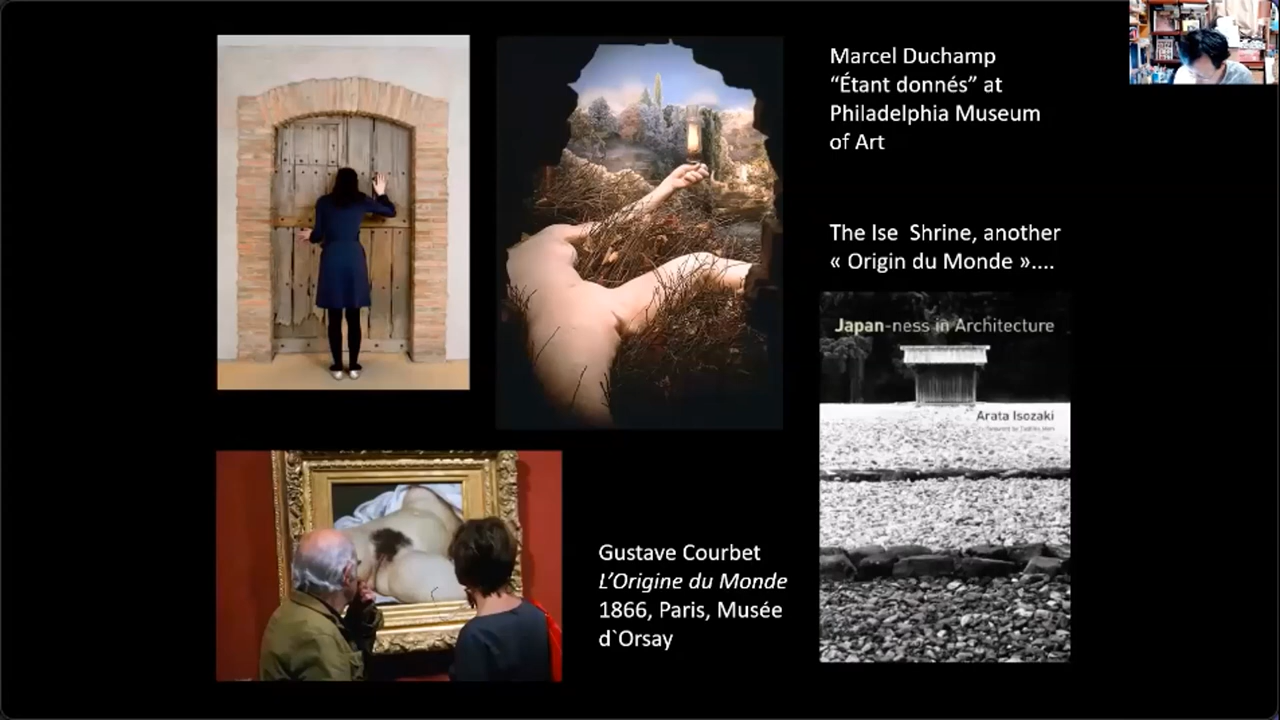 Marcel Duchamp
“Étant donnés” at
Philadelphia Museum
of Art
The Ise Shrine, another
« Origin du Monde »....
Japan-ness in Architecture
Arata Isozaki
Gustave Courbet
L’Origine du Monde
1866, Paris, Musée
d`Orsay